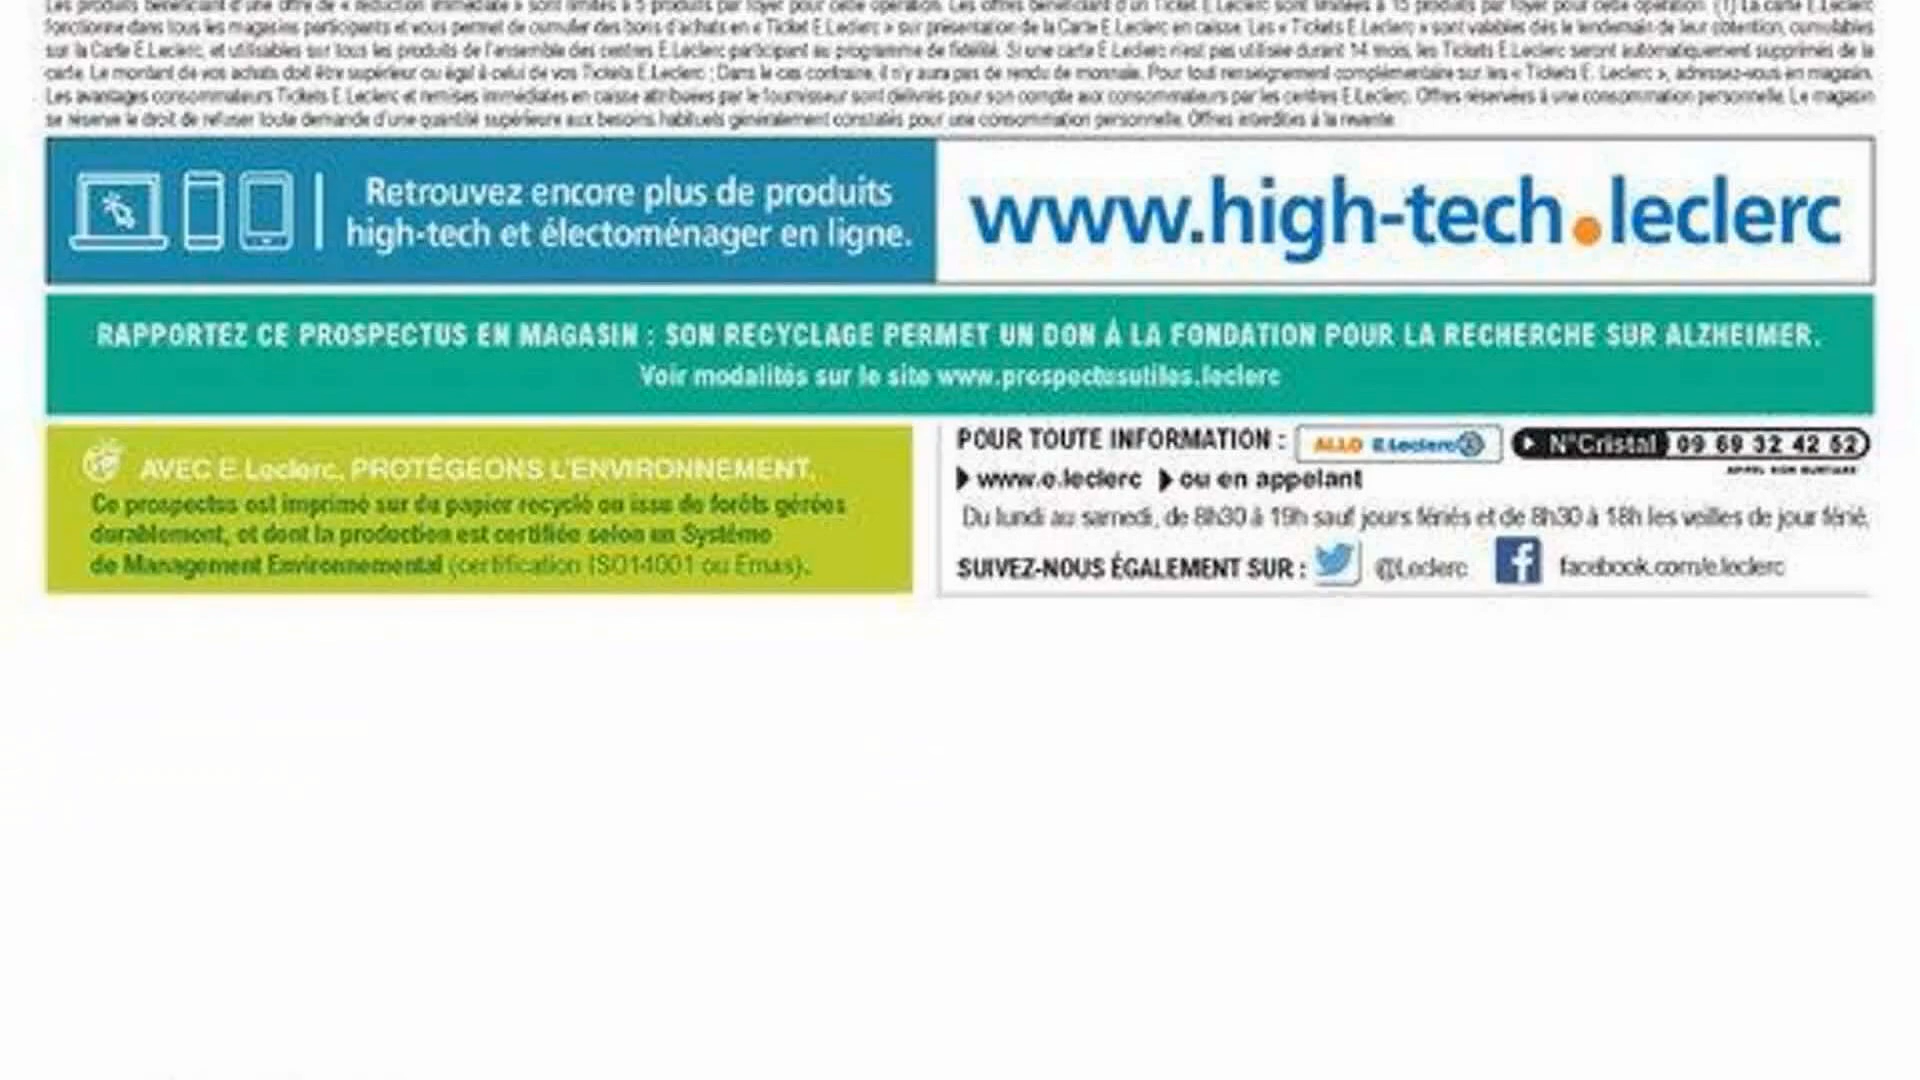 Les produits bénéficiant d'une offre de « réduction immédiate » sont limités à 5 produits par foyer pour cette opération. Les offres bénéficiant d'un Ticket E.Leclerc sont limitées à 15 produits par foyer pour cette opération. (1) La carte E.Leclerc
fonctionne dans tous les magasins participants et vous permet de cumuler des bons d'achats en « Ticket E.Leclerc » sur présentation de la Carte E.Leclerc en caisse. Les « Tickets E.Leclerc » sont valables dès le lendemain de leur obtention, cumulables
sur la Carte E.Leclerc, et utilisables sur tous les produits de l'ensemble des centres E.Leclerc participant au programme de fidélité. Si une carte E.Leclerc n'est pas utilisée durant 14 mois, les Tickets E.Leclerc seront automatiquement supprimés de la
carte. Le montant de vos achats doit être supérieur ou égal à celui de vos Tickets E.Leclerc ; Dans le cas contraire, il n'y aura pas de rendu de monnaie. Pour tout renseignement complémentaire sur les « Tickets E. Leclerc », adressez-vous en magasin.
Les avantages consommateurs Tickets E.Leclerc et remises immédiates en caisse attribuées par le fournisseur sont délivrés pour son compte aux consommateurs par les centres E.Leclerc. Offres réservées à une consommation personnelle. Le magasin
se réserve le droit de refuser toute demande d'une quantité supérieure aux besoins habituels généralement constatés pour une consommation personnelle. Offres interdites à la revente.
Retrouvez encore plus de produits
high-tech et électoménager en ligne.
www.high-tech.leclerc
RAPPORTEZ CE PROSPECTUS EN MAGASIN : SON RECYCLAGE PERMET UN DON À LA FONDATION POUR LA RECHERCHE SUR ALZHEIMER.
Voir modalités sur le site www.prospectusutiles.leclerc
AVEC E.Leclerc, PROTÉGEONS L'ENVIRONNEMENT.
Ce prospectus est imprimé sur du papier recyclé ou issu de forêts gérées
durablement, et dont la production est certifiée selon un Système
de Management Environnemental (certification ISO14001 ou Emas).
POUR TOUTE INFORMATION : ALLO E.Leclerc N°Cristal 09 69 32 42 52
APPEL NON SURTAXÉ
www.e.leclerc ou en appelant
Du lundi au samedi, de 8h30 à 19h sauf jours fériés et de 8h30 à 18h les veilles de jour férié.
SUIVEZ-NOUS ÉGALEMENT SUR : @Leclerc facebook.com/e.leclerc